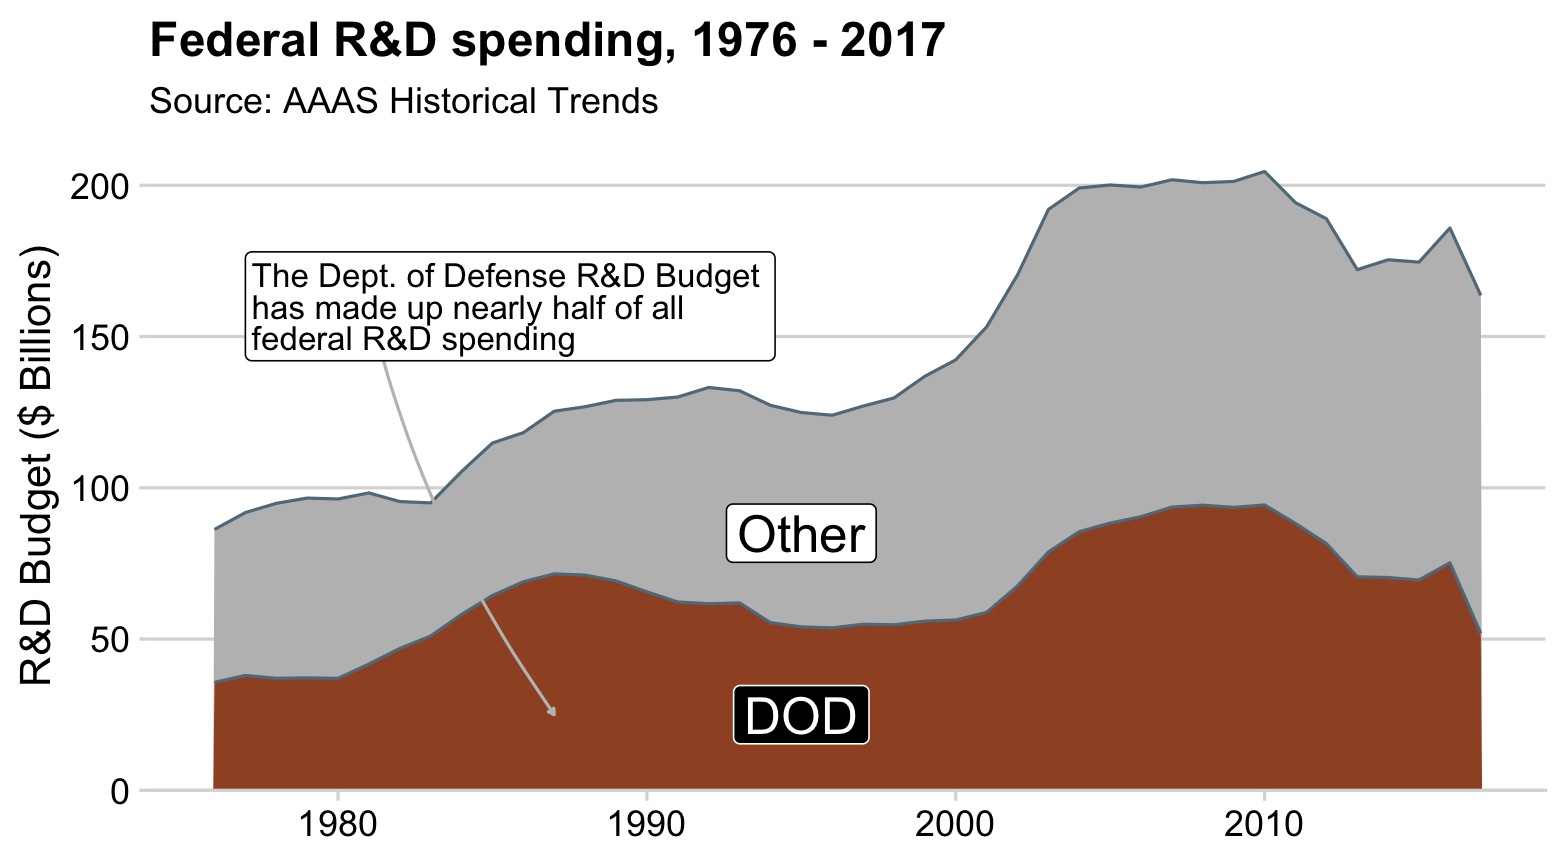 Federal R&D spending, 1976 - 2017
Source: AAAS Historical Trends
R&D Budget ($ Billions)
200
150
100
50
0
The Dept. of Defense R&D Budget
has made up nearly half of all
federal R&D spending
Other
DOD
1980
1990
2000
2010